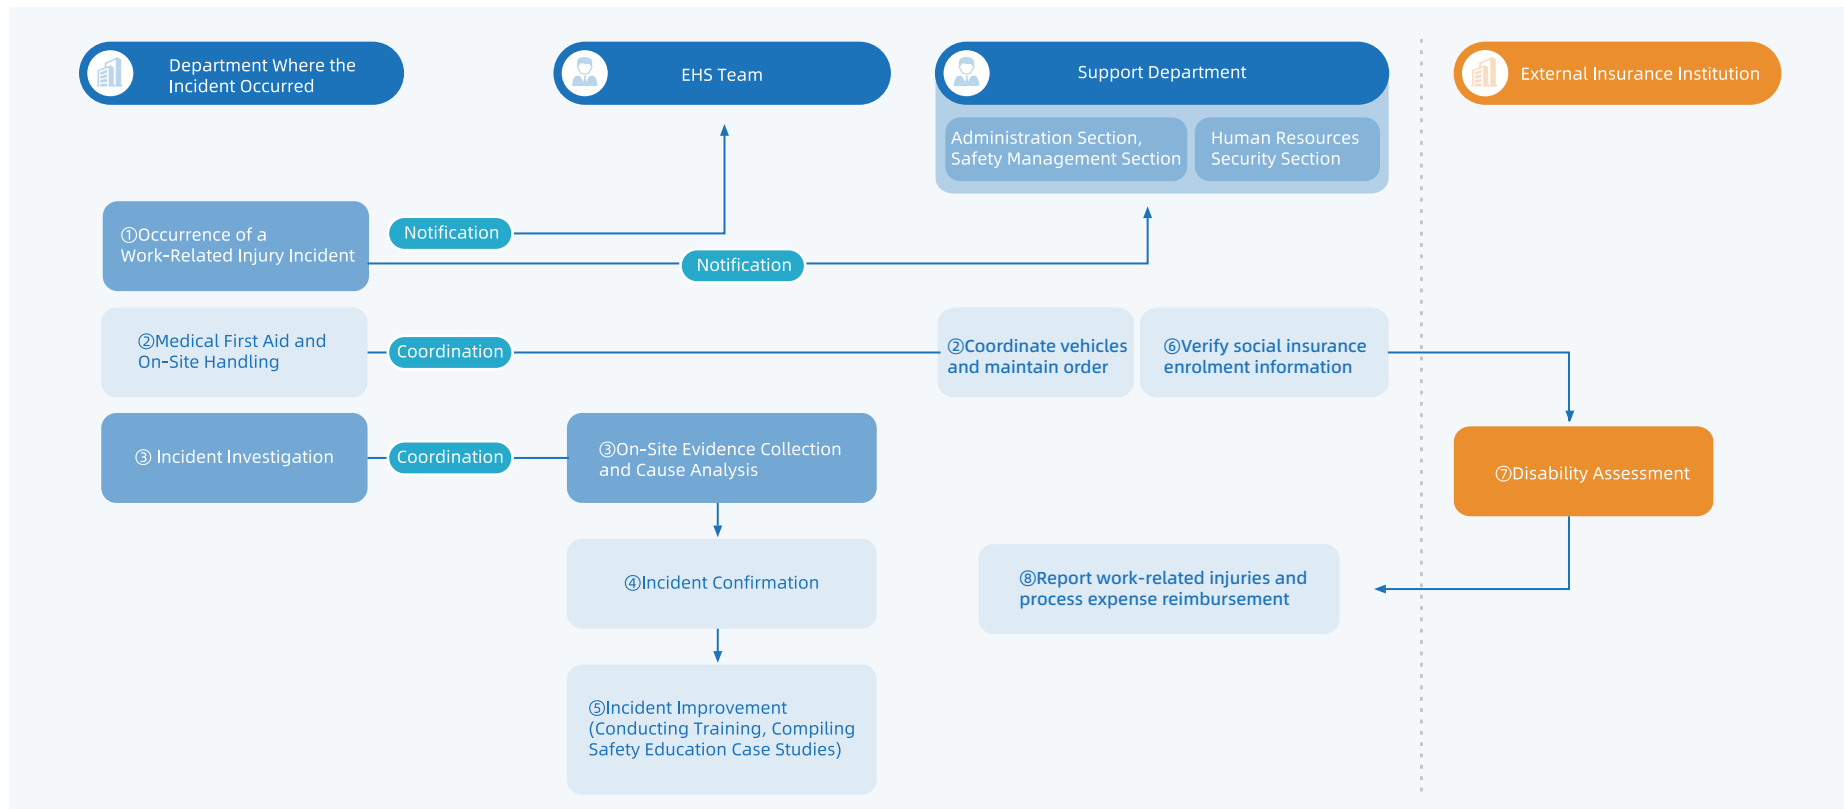 Department Where the
Incident Occurred
EHS Team
Support Department
External Insurance Institution
Administration Section,
Safety Management Section
Human Resources
Security Section
①Occurrence of a
Work-Related Injury Incident
Notification
Notification
②Medical First Aid and
On-Site Handling
Coordination
②Coordinate vehicles
and maintain order
⑥Verify social insurance
enrolment information
③ Incident Investigation
Coordination
③On-Site Evidence Collection
and Cause Analysis
⑦Disability Assessment
④Incident Confirmation
⑧Report work-related injuries and
process expense reimbursement
⑤Incident Improvement
(Conducting Training, Compiling
Safety Education Case Studies)